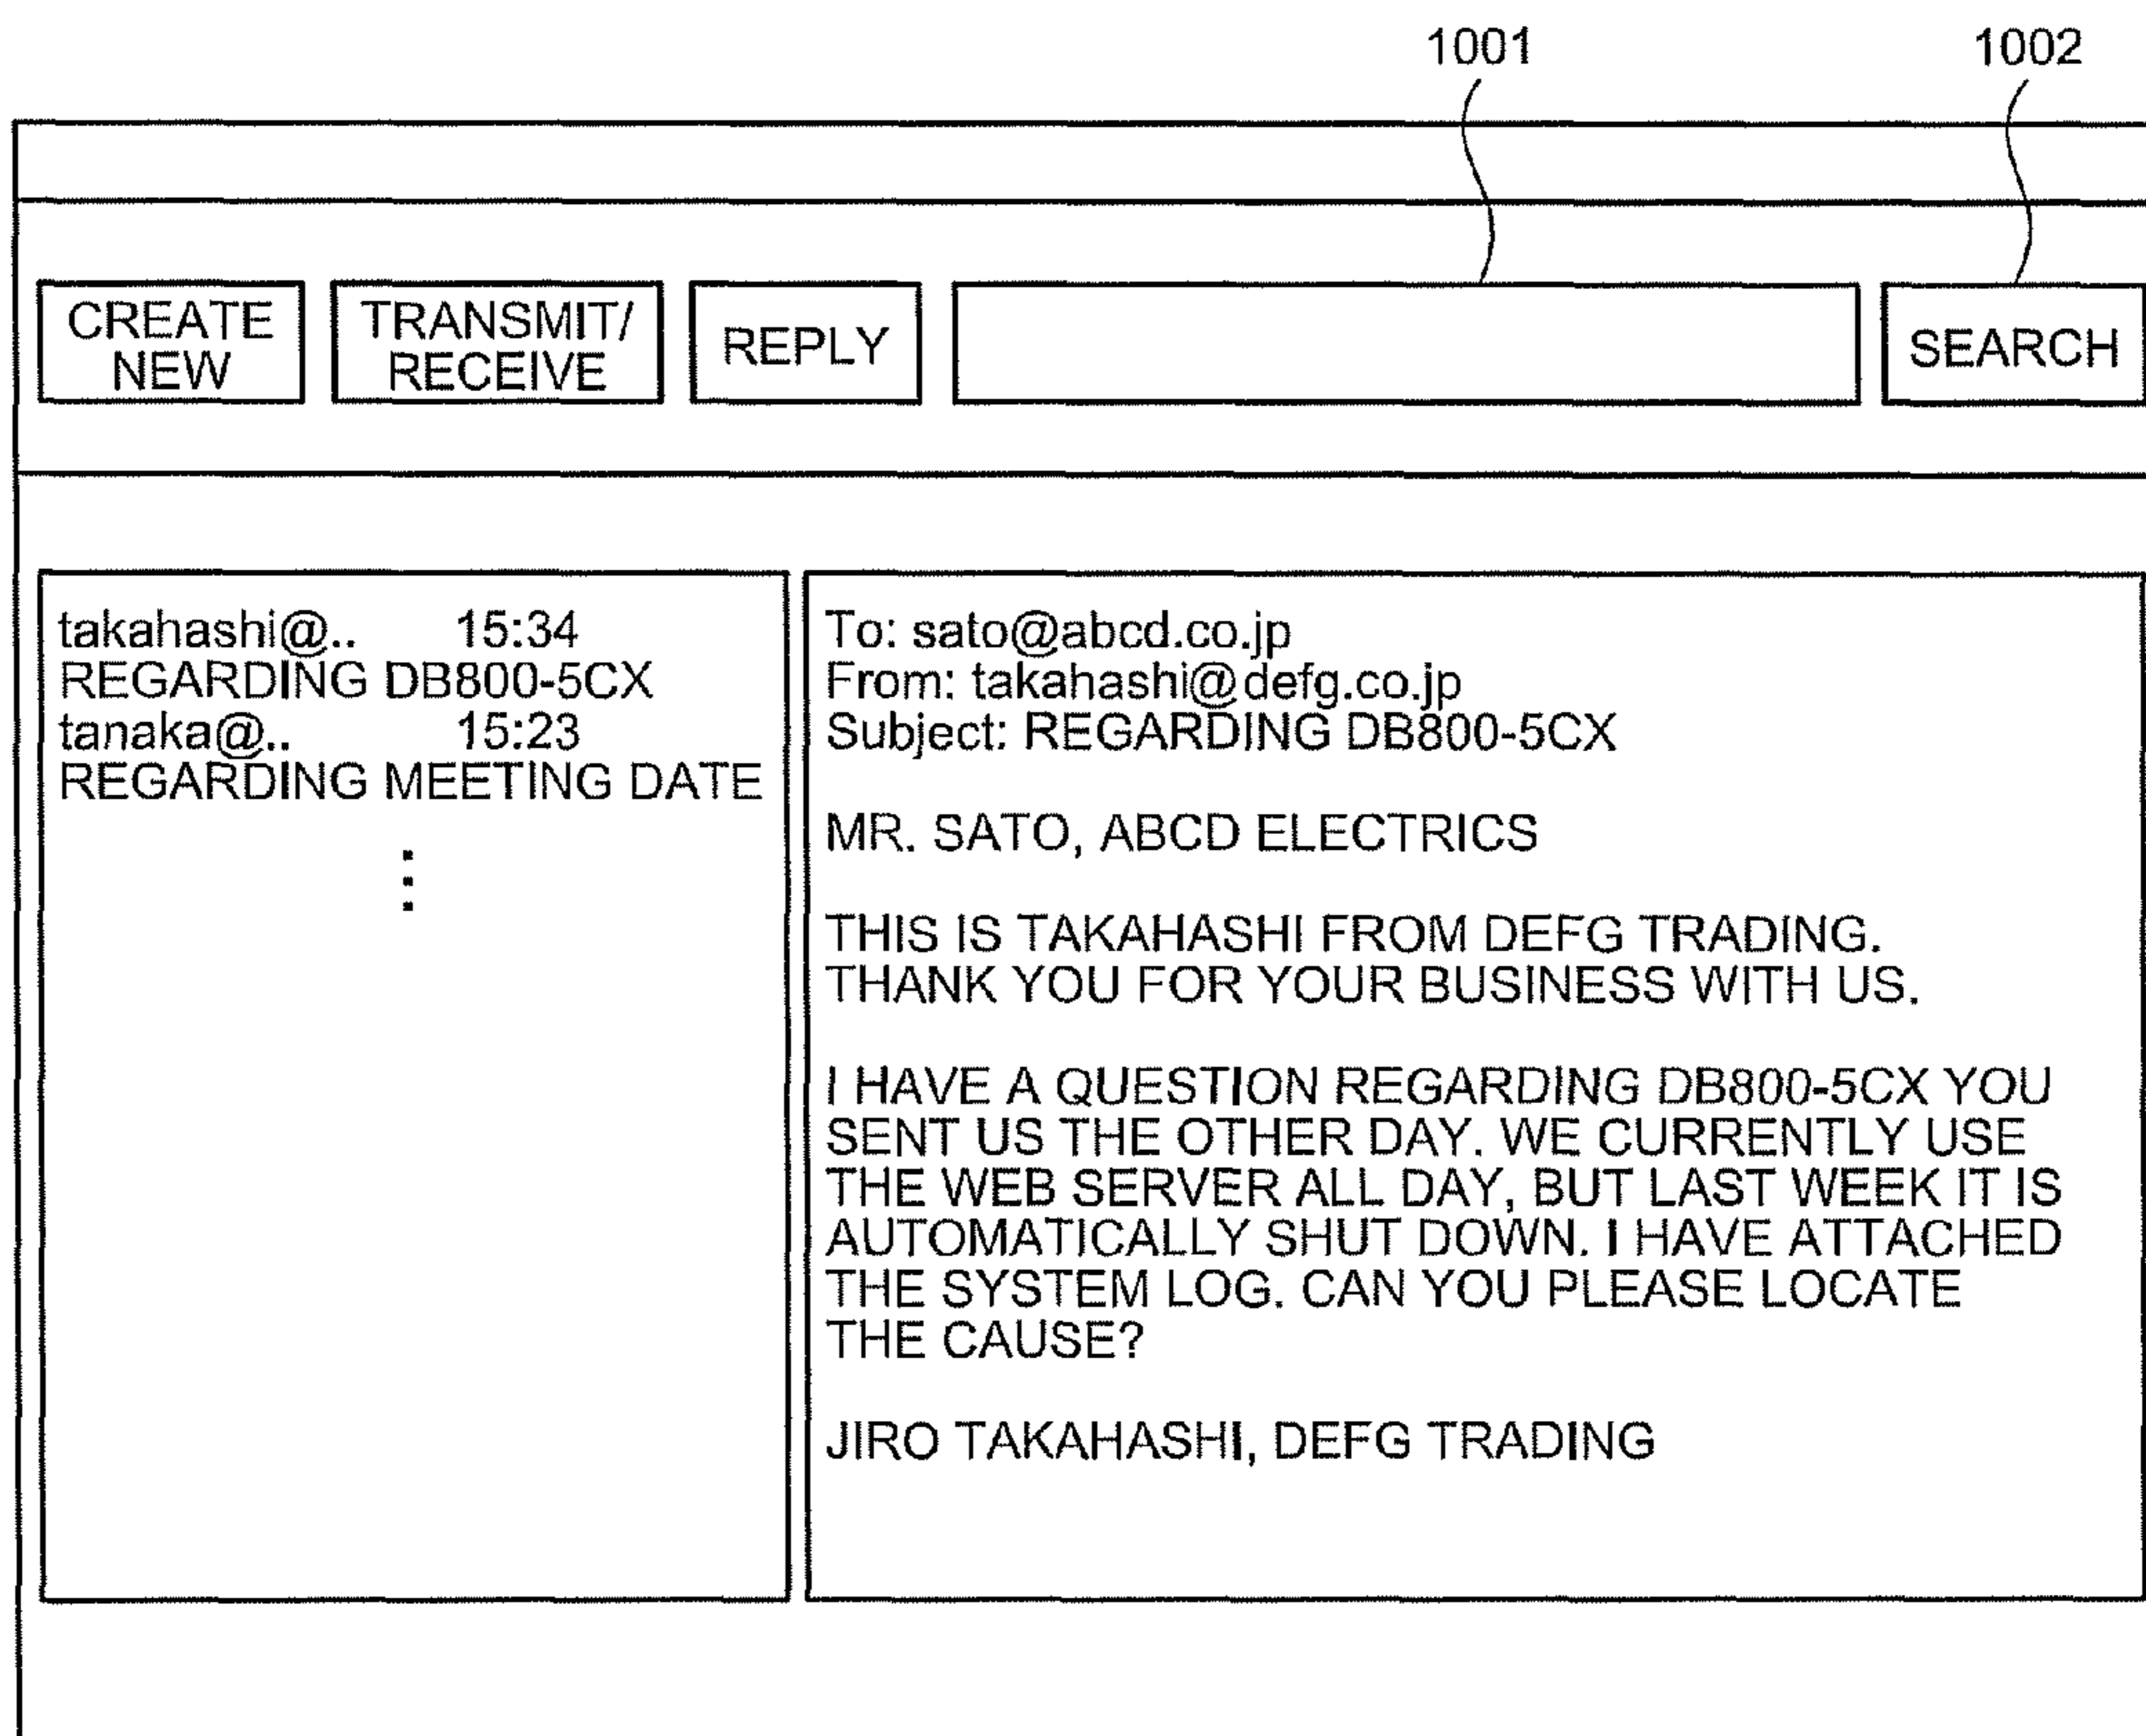 1001
1002
CREATE NEW
TRANSMIT/ RECEIVE
REPLY
SEARCH
takahashi@.. 15:34
REGARDING DB800-5CX
tanaka@.. 15:23
REGARDING MEETING DATE
To: sato@abcd.co.jp
From: takahashi@defg.co.jp
Subject: REGARDING DB800-5CX
MR. SATO, ABCD ELECTRICS
THIS IS TAKAHASHI FROM DEFG TRADING.
THANK YOU FOR YOUR BUSINESS WITH US.
I HAVE A QUESTION REGARDING DB800-5CX YOU
SENT US THE OTHER DAY. WE CURRENTLY USE
THE WEB SERVER ALL DAY, BUT LAST WEEK IT IS
AUTOMATICALLY SHUT DOWN. I HAVE ATTACHED
THE SYSTEM LOG. CAN YOU PLEASE LOCATE
THE CAUSE?
JIRO TAKAHASHI, DEFG TRADING